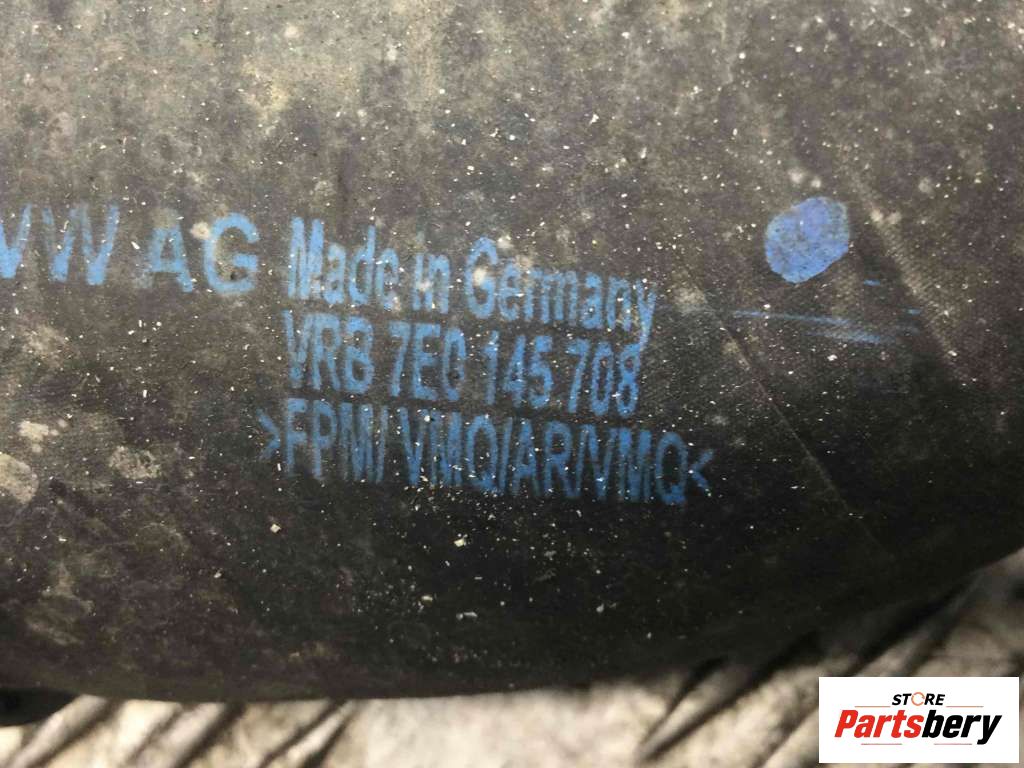 VW AG Made in Germany
VRB 7E0 145 708
>FPM/ VMQ/AR/VMQ<
STORE
Partsbery